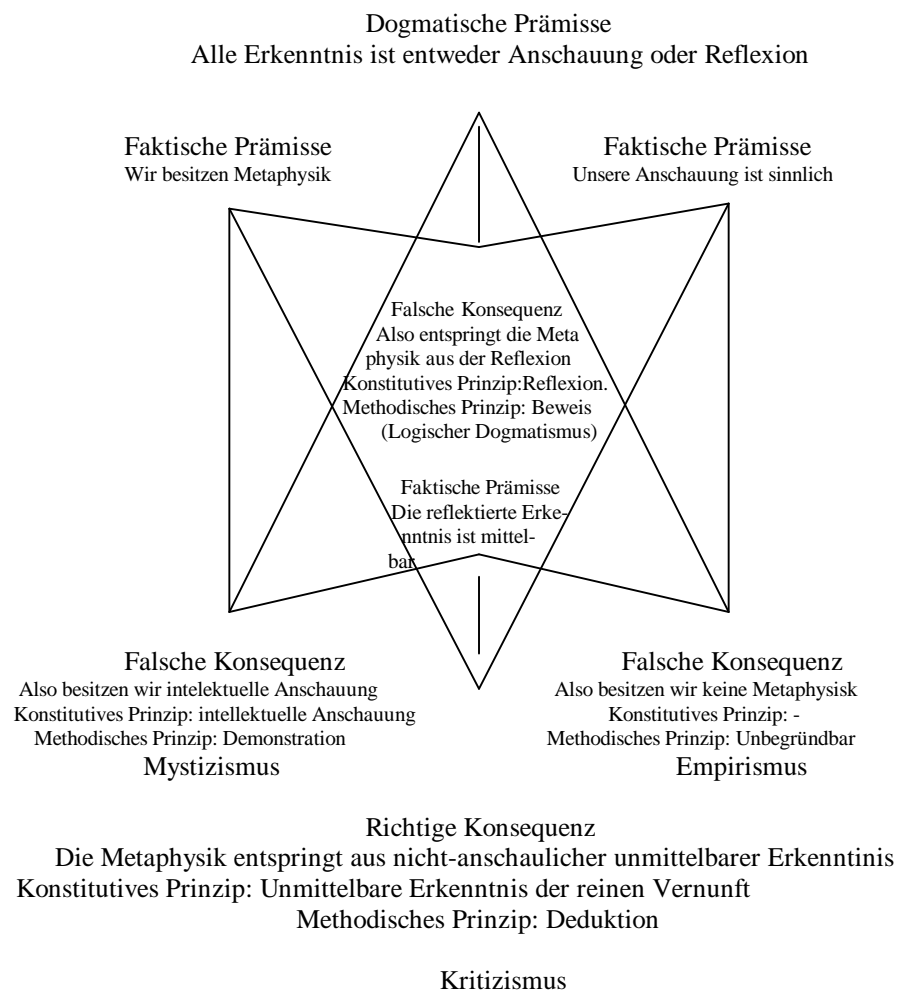 Dogmatische Prämisse
Alle Erkenntnis ist entweder Anschauung oder Reflexion
Faktische Prämisse
Wir besitzen Metaphysik
Faktische Prämisse
Unsere Anschauung ist sinnlich
Falsche Konsequenz
Also entspringt die Meta
physik aus der Reflexion
Konstitutives Prinzip:Reflexion.
Methodisches Prinzip: Beweis
(Logischer Dogmatismus)
Faktische Prämisse
Die reflektierte Erke-
nntnis ist mittel-
bar
Falsche Konsequenz
Also besitzen wir intelektuelle Anschauung
Konstitutives Prinzip: intellektuelle Anschauung
Methodisches Prinzip: Demonstration
Mystizismus
Falsche Konsequenz
Also besitzen wir keine Metaphysisk
Konstitutives Prinzip: -
Methodisches Prinzip: Unbegründbar
Empirismus
Richtige Konsequenz
Die Metaphysik entspringt aus nicht-anschaulicher unmittelbarer Erkenntinis
Konstitutives Prinzip: Unmittelbare Erkenntnis der reinen Vernunft
Methodisches Prinzip: Deduktion
Kritizismus